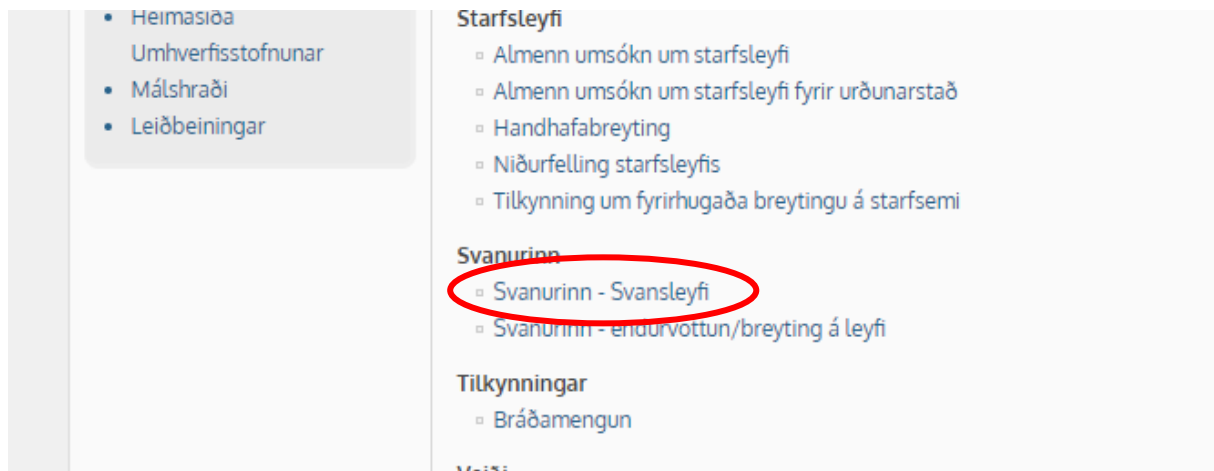 Heimasíða
Umhverfisstofnunar
Málshraði
Leiðbeiningar
Starfsleyfi
Almenn umsókn um starfsleyfi
Almenn umsókn um starfsleyfi fyrir urðunarstað
Handhafabreyting
Niðurfelling starfsleyfis
Tilkynning um fyrirhugaða breytingu á starfsemi
Svanurinn
Svanurinn - Svansleyfi
Svanurinn - endurvottun/breyting á leyfi
Tilkynningar
Bráðamengun